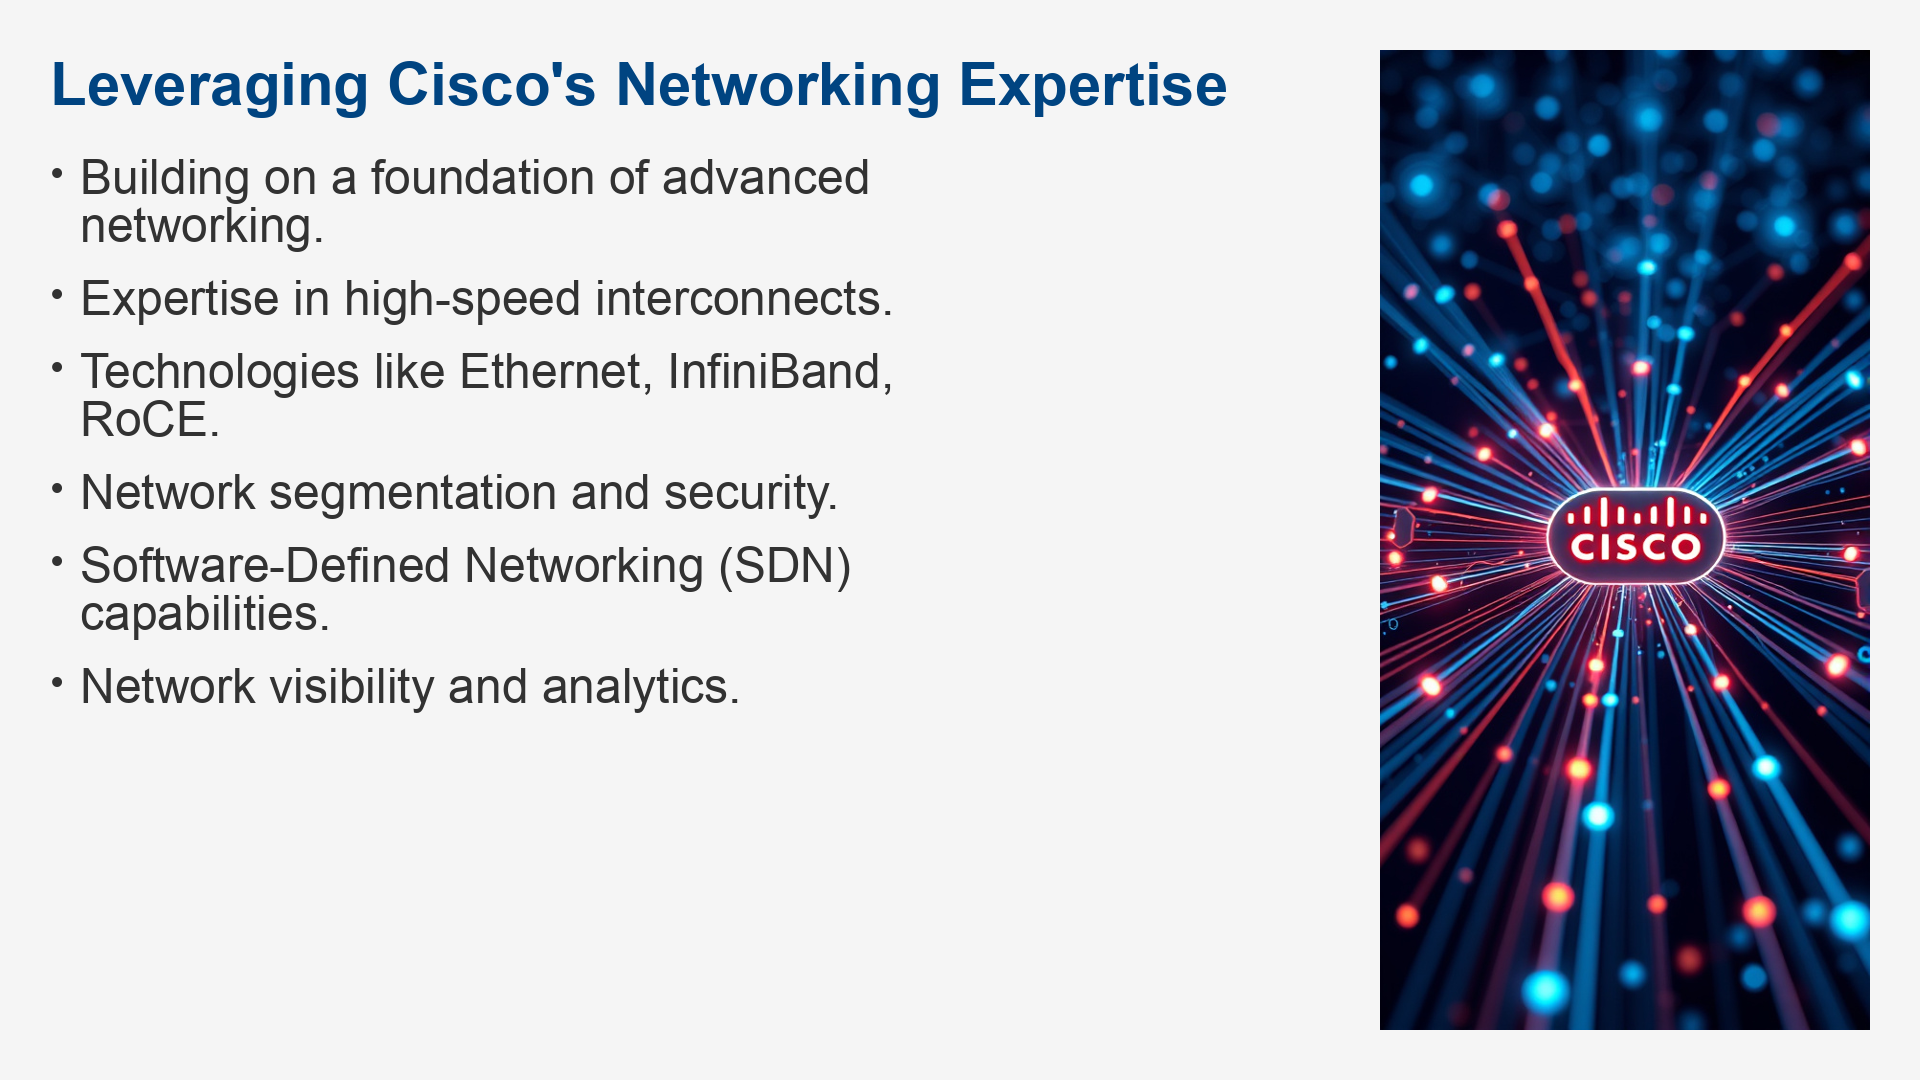 Leveraging Cisco's Networking Expertise
• Building on a foundation of advanced
networking.
• Expertise in high-speed interconnects.
• Technologies like Ethernet, InfiniBand,
RoCE.
• Network segmentation and security.
• Software-Defined Networking (SDN)
capabilities.
• Network visibility and analytics.
CISCO